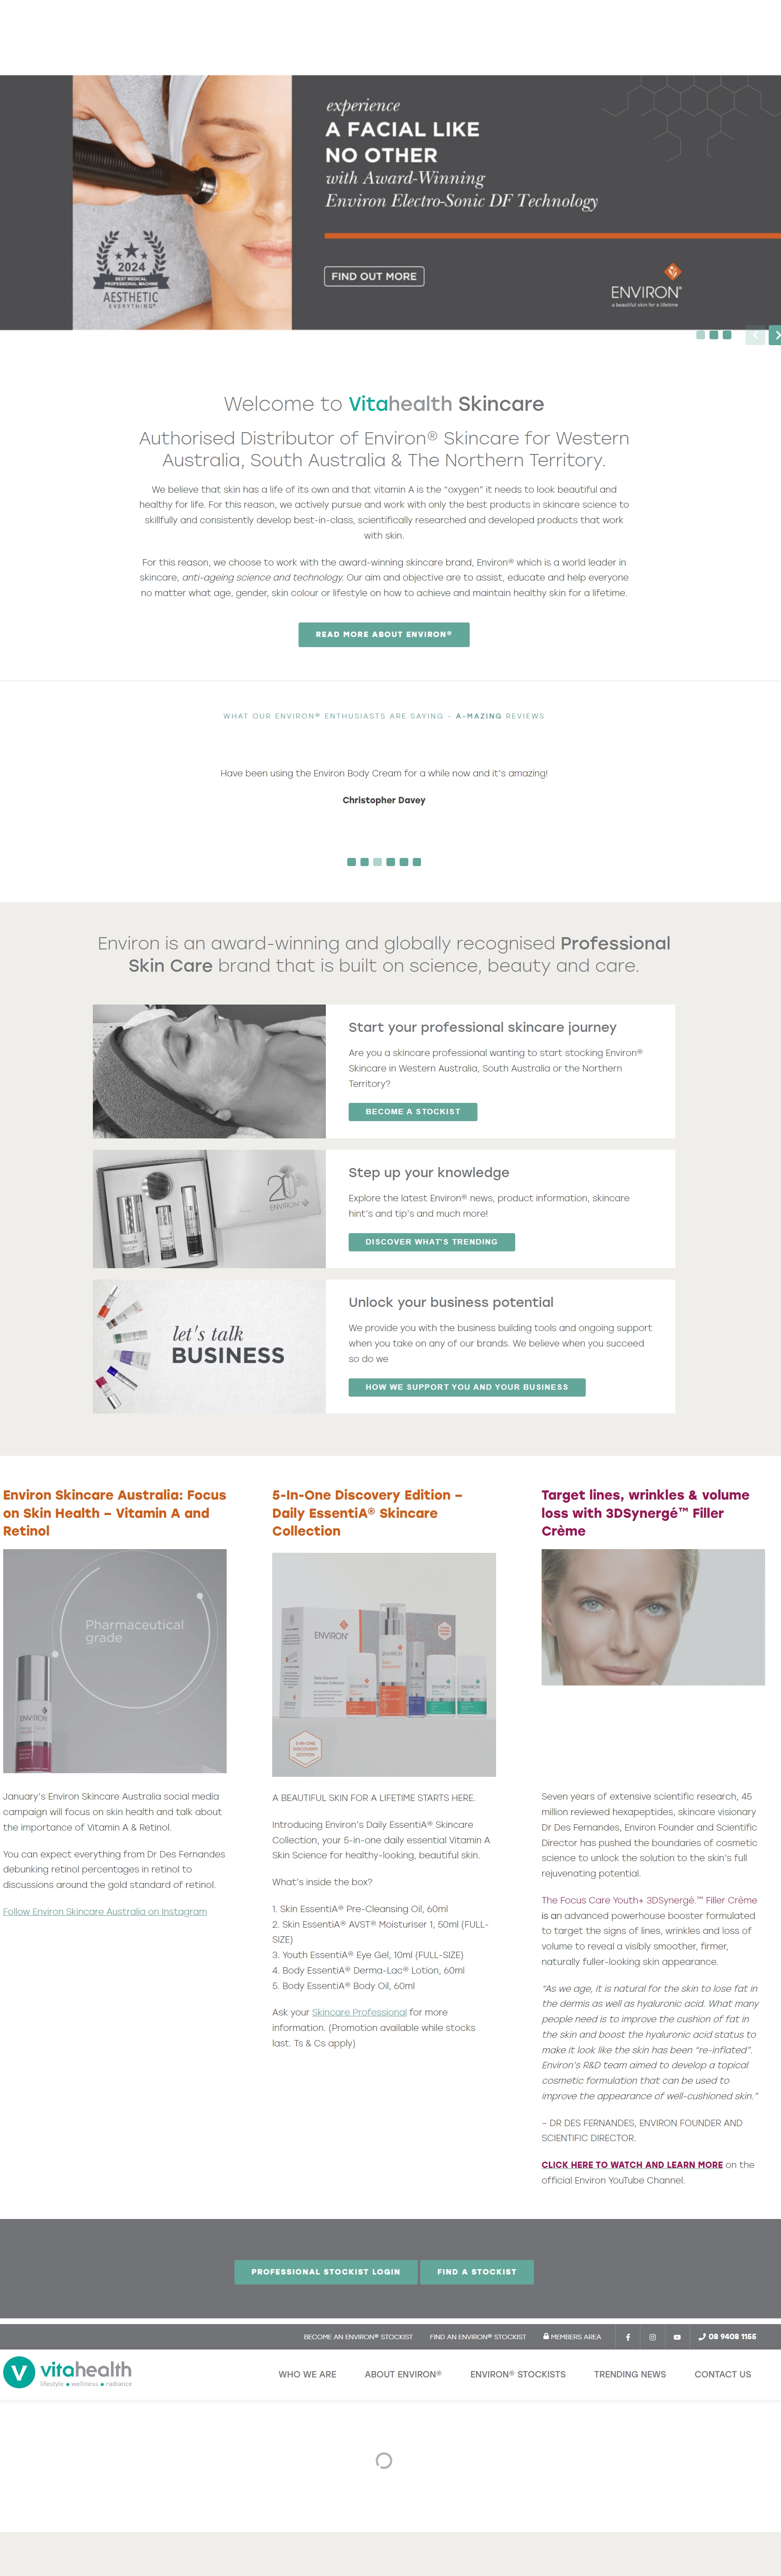 experience
A FACIAL LIKE
NO OTHER
with Award-Winning
Environ Electro-Sonic DF Technology
2024
BEST MEDICAL
PROFESSIONAL MACHINE
AESTHETIC
EVERYTHING®
FIND OUT MORE
ENVIRON®
a beautiful skin for a lifetime
Welcome to Vitahealth Skincare
Authorised Distributor of Environ® Skincare for Western
Australia, South Australia & The Northern Territory.
We believe that skin has a life of its own and that vitamin A is the “oxygen” it needs to look beautiful and
healthy for life. For this reason, we actively pursue and work with only the best products in skincare science to
skillfully and consistently develop best-in-class, scientifically researched and developed products that work
with skin.
For this reason, we choose to work with the award-winning skincare brand, Environ® which is a world leader in
skincare, anti-ageing science and technology. Our aim and objective are to assist, educate and help everyone
no matter what age, gender, skin colour or lifestyle on how to achieve and maintain healthy skin for a lifetime.
READ MORE ABOUT ENVIRON®
WHAT OUR ENVIRON® ENTHUSIASTS ARE SAYING – A-MAZING REVIEWS
Have been using the Environ Body Cream for a while now and it’s amazing!
Christopher Davey
Environ is an award-winning and globally recognised Professional
Skin Care brand that is built on science, beauty and care.
Start your professional skincare journey
Are you a skincare professional wanting to start stocking Environ®
Skincare in Western Australia, South Australia or the Northern
Territory?
BECOME A STOCKIST
20
ENVIRON
Step up your knowledge
Explore the latest Environ® news, product information, skincare
hint’s and tip’s and much more!
DISCOVER WHAT'S TRENDING
let's talk
BUSINESS
Unlock your business potential
We provide you with the business building tools and ongoing support
when you take on any of our brands. We believe when you succeed
so do we
HOW WE SUPPORT YOU AND YOUR BUSINESS
Environ Skincare Australia: Focus
on Skin Health – Vitamin A and
Retinol
Pharmaceutical
grade
ENVIRON
January’s Environ Skincare Australia social media
campaign will focus on skin health and talk about
the importance of Vitamin A & Retinol.
You can expect everything from Dr Des Fernandes
debunking retinol percentages in retinol to
discussions around the gold standard of retinol.
Follow Environ Skincare Australia on Instagram
5-In-One Discovery Edition –
Daily EssentiA® Skincare
Collection
ENVIRON
ENVIRON
5-IN-ONE
DISCOVERY
EDITION
A BEAUTIFUL SKIN FOR A LIFETIME STARTS HERE.
Introducing Environ’s Daily EssentiA® Skincare
Collection, your 5-in-one daily essential Vitamin A
Skin Science for healthy-looking, beautiful skin.
What’s inside the box?
1. Skin EssentiA® Pre-Cleansing Oil, 60ml
2. Skin EssentiA® AVST® Moisturiser 1, 50ml (FULL-
SIZE)
3. Youth EssentiA® Eye Gel, 10ml (FULL-SIZE)
4. Body EssentiA® Derma-Lac® Lotion, 60ml
5. Body EssentiA® Body Oil, 60ml
Ask your Skincare Professional for more
information. (Promotion available while stocks
last. Ts & Cs apply)
Target lines, wrinkles & volume
loss with 3DSynergé™ Filler
Crème
Seven years of extensive scientific research, 45
million reviewed hexapeptides, skincare visionary
Dr Des Fernandes, Environ Founder and Scientific
Director has pushed the boundaries of cosmetic
science to unlock the solution to the skin’s full
rejuvenating potential.
The Focus Care Youth+ 3DSynergé.™ Filler Crème
is an advanced powerhouse booster formulated
to target the signs of lines, wrinkles and loss of
volume to reveal a visibly smoother, firmer,
naturally fuller-looking skin appearance.
“As we age, it is natural for the skin to lose fat in
the dermis as well as hyaluronic acid. What many
people need is to improve the cushion of fat in
the skin and boost the hyaluronic acid status to
make it look like the skin has been “re-inflated”.
Environ’s R&D team aimed to develop a topical
cosmetic formulation that can be used to
improve the appearance of well-cushioned skin.”
– DR DES FERNANDES, ENVIRON FOUNDER AND
SCIENTIFIC DIRECTOR.
CLICK HERE TO WATCH AND LEARN MORE on the
official Environ YouTube Channel.
PROFESSIONAL STOCKIST LOGIN
FIND A STOCKIST
BECOME AN ENVIRON® STOCKIST
FIND AN ENVIRON® STOCKIST
MEMBERS AREA
08 9408 1155
vitahealth
lifestyle • wellness • radiance
WHO WE ARE
ABOUT ENVIRON®
ENVIRON® STOCKISTS
TRENDING NEWS
CONTACT US